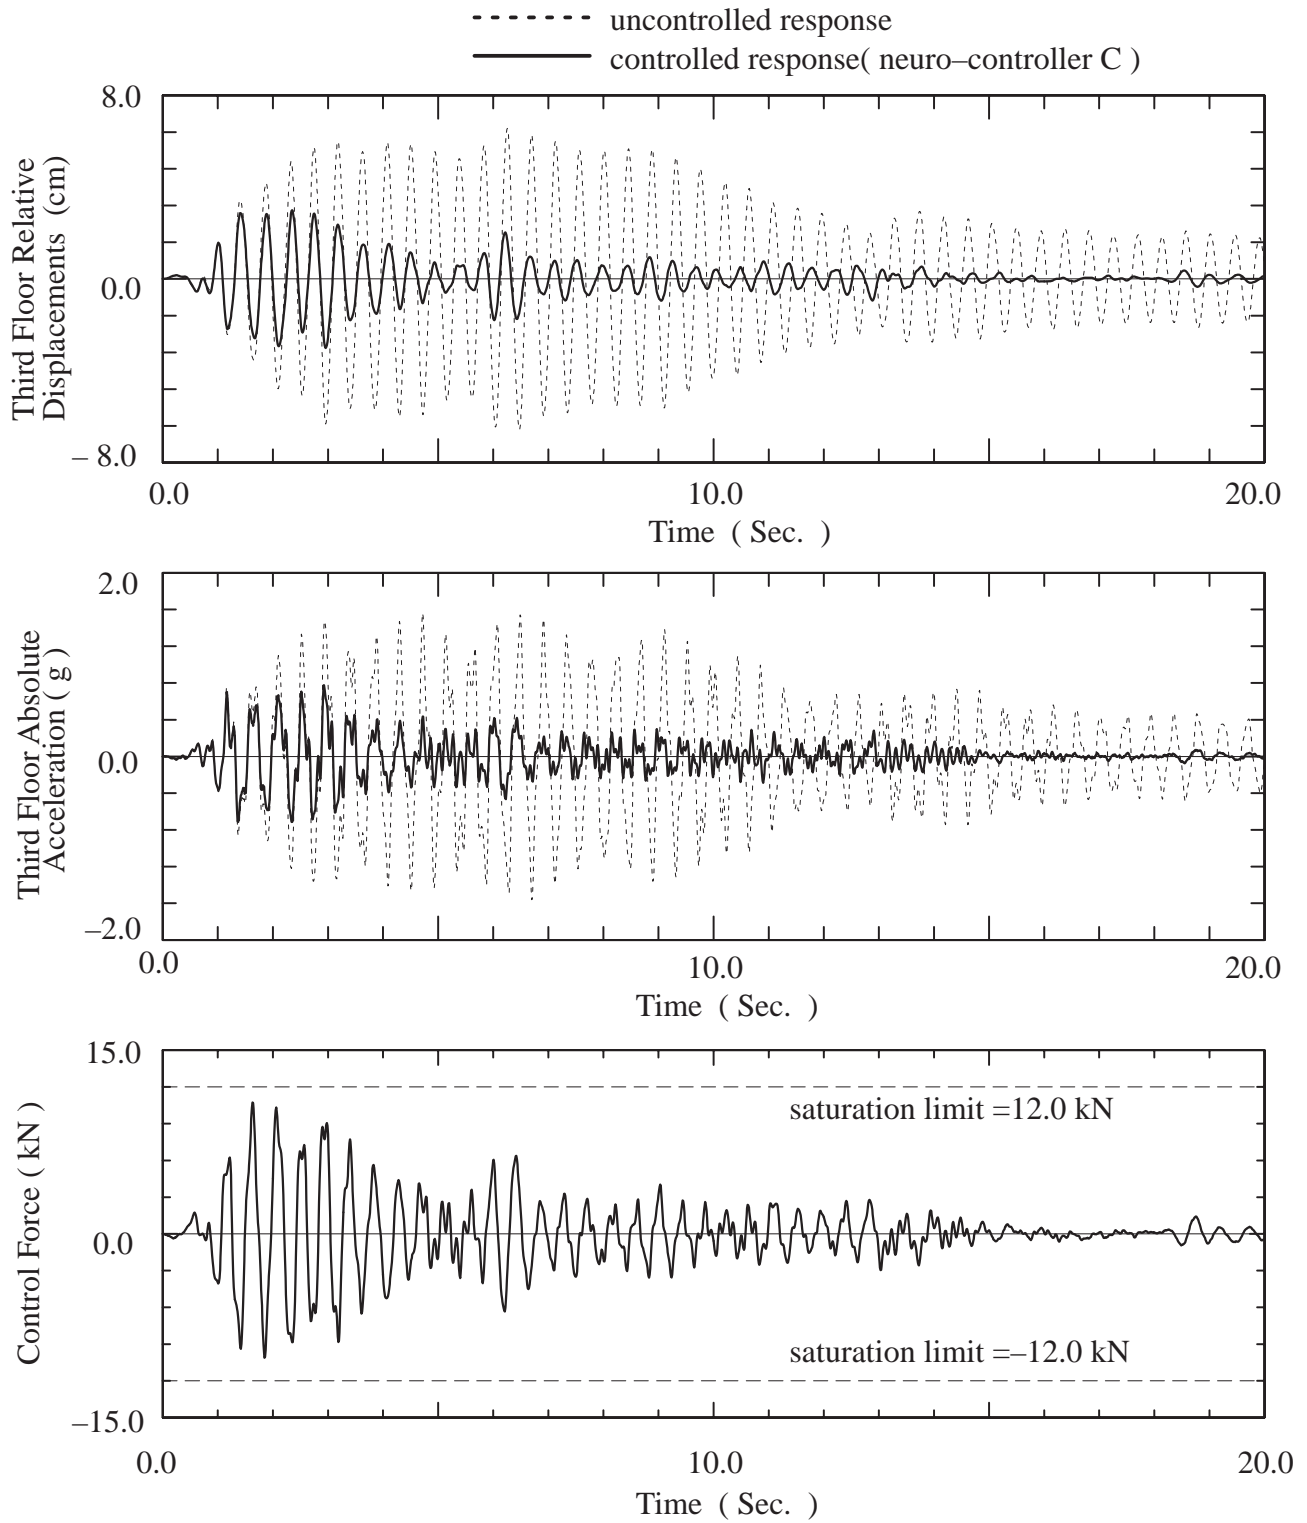 uncontrolled response
controlled response( neuro–controller C )
8.0
0.0
– 8.0
Third Floor Relative
Displacements (cm)
0.0 10.0 20.0
Time ( Sec. )
2.0
0.0
–2.0
Third Floor Absolute
Acceleration ( g )
0.0 10.0 20.0
Time ( Sec. )
15.0
0.0
–15.0
Control Force ( kN )
saturation limit =12.0 kN
saturation limit =–12.0 kN
0.0 10.0 20.0
Time ( Sec. )